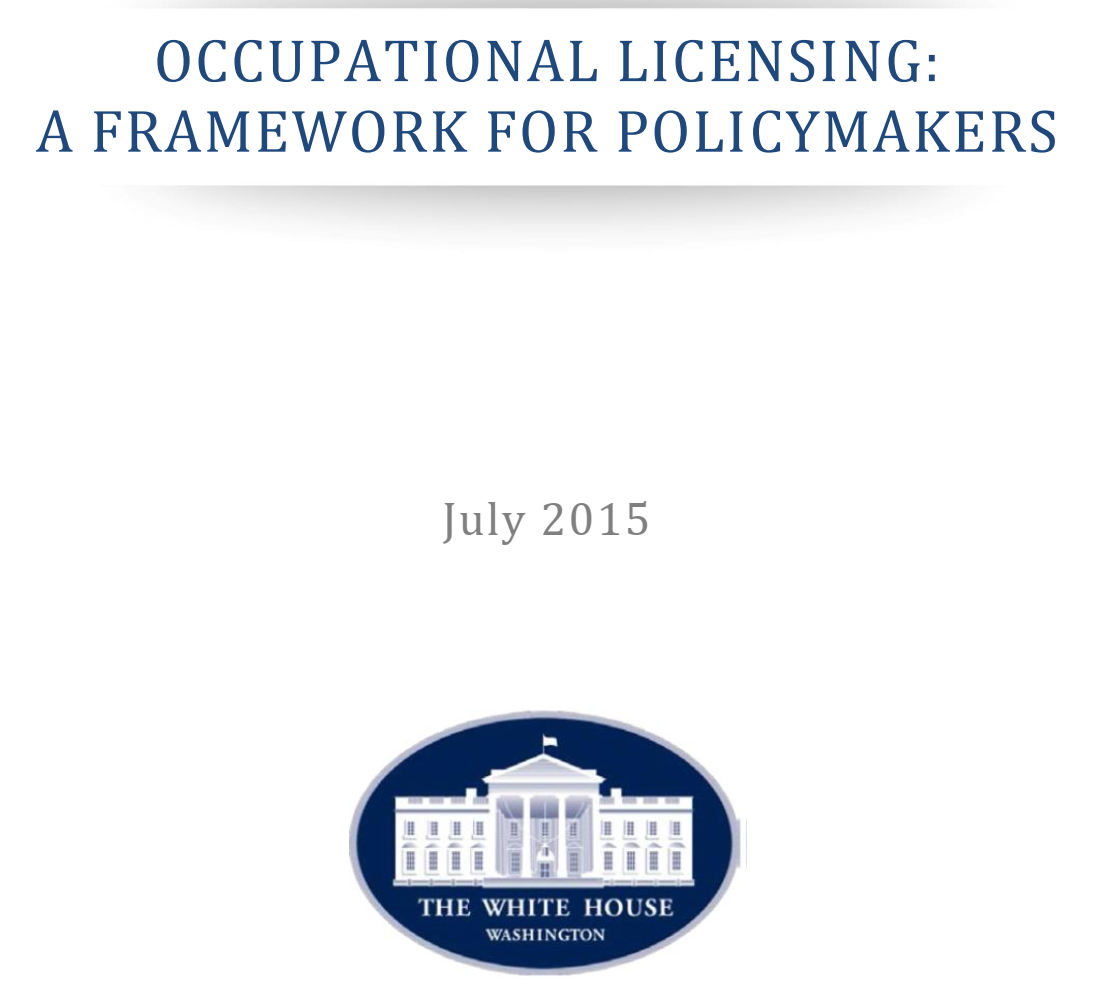 OCCUPATIONAL LICENSING:
A FRAMEWORK FOR POLICYMAKERS
July 2015
THE WHITE HOUSE
WASHINGTON